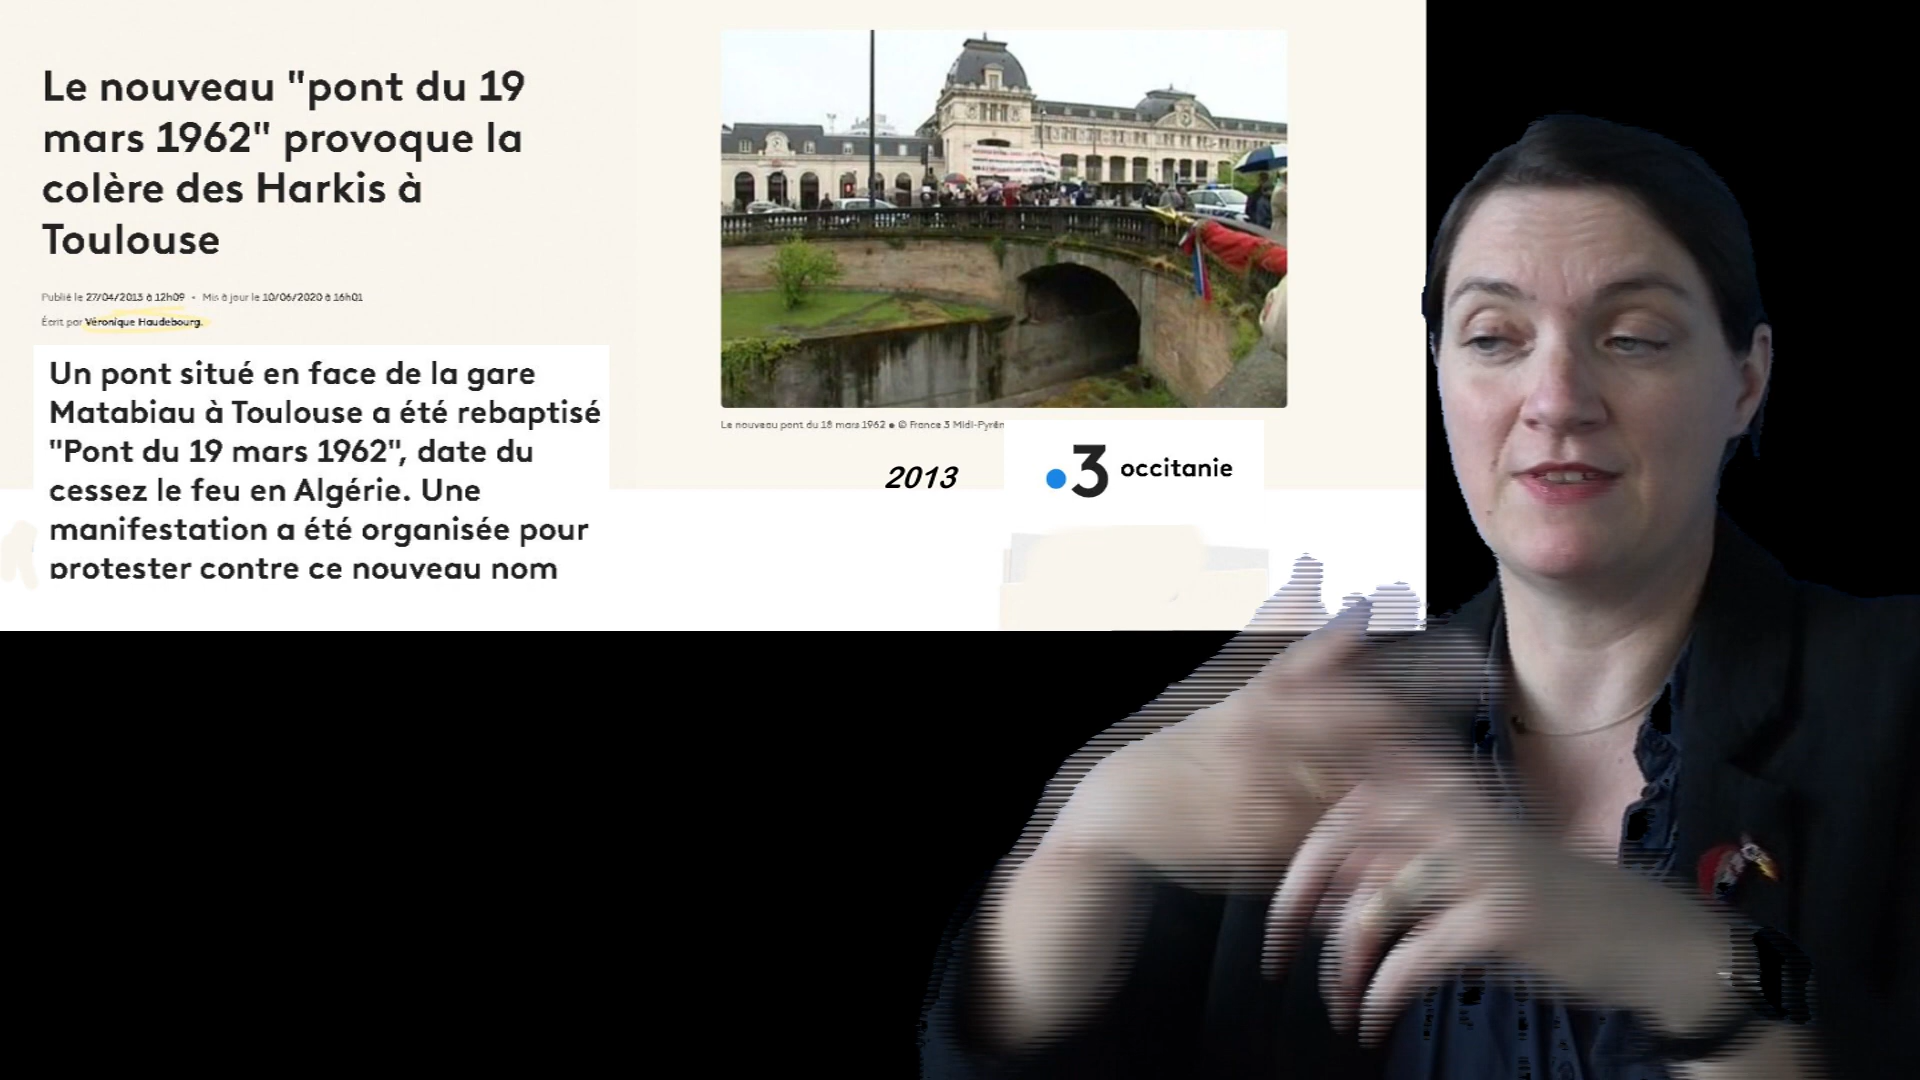 Le nouveau "pont du 19
mars 1962" provoque la
colère des Harkis à
Toulouse
Publié le 27/04/2013 à 12h09 • Mis à jour le 10/06/2020 à 16h01
Écrit par Véronique Haudebourg.
Un pont situé en face de la gare
Matabiau à Toulouse a été rebaptisé
"Pont du 19 mars 1962", date du
cessez le feu en Algérie. Une
manifestation a été organisée pour
protester contre ce nouveau nom
Le nouveau pont du 18 mars 1962 • © France 3 Midi-Pyrén
2013
3 occitanie